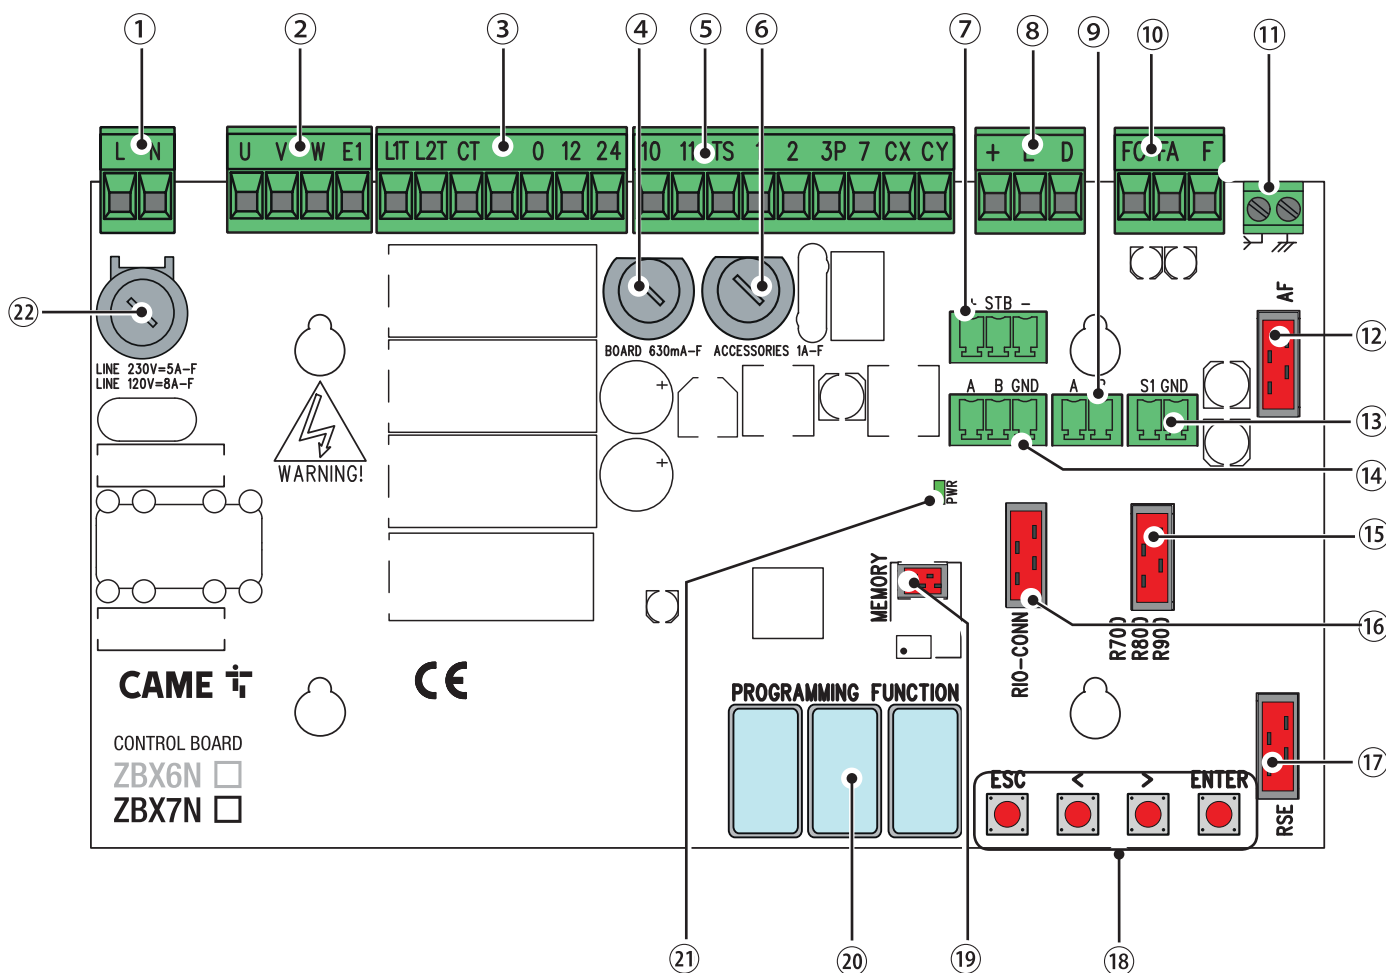 ① ② ③ ④ ⑤ ⑥ ⑦ ⑧ ⑨ ⑩ ⑪
L N
U V W E1
L1T L2T CT 0 12 24
10 11 TS 1 2 3P 7 CX CY
+ E D
FC FA F
㉒
LINE 230V=5A-F
LINE 120V=8A-F
BOARD 630mA-F
ACCESSORIES 1A-F
+ STB -
AF
⑫
A B GND
A
S1 GND
⑬
⑭
+
+
WARNING!
PWR
⑮
MEMORY
RIO-CONN
R700
R800
R900
⑯
CAME
CE
PROGRAMMING FUNCTION
CONTROL BOARD
ZBX6N
ZBX7N
ESC < > ENTER
RSE
⑰
㉑ ⑳ ⑲ ⑱